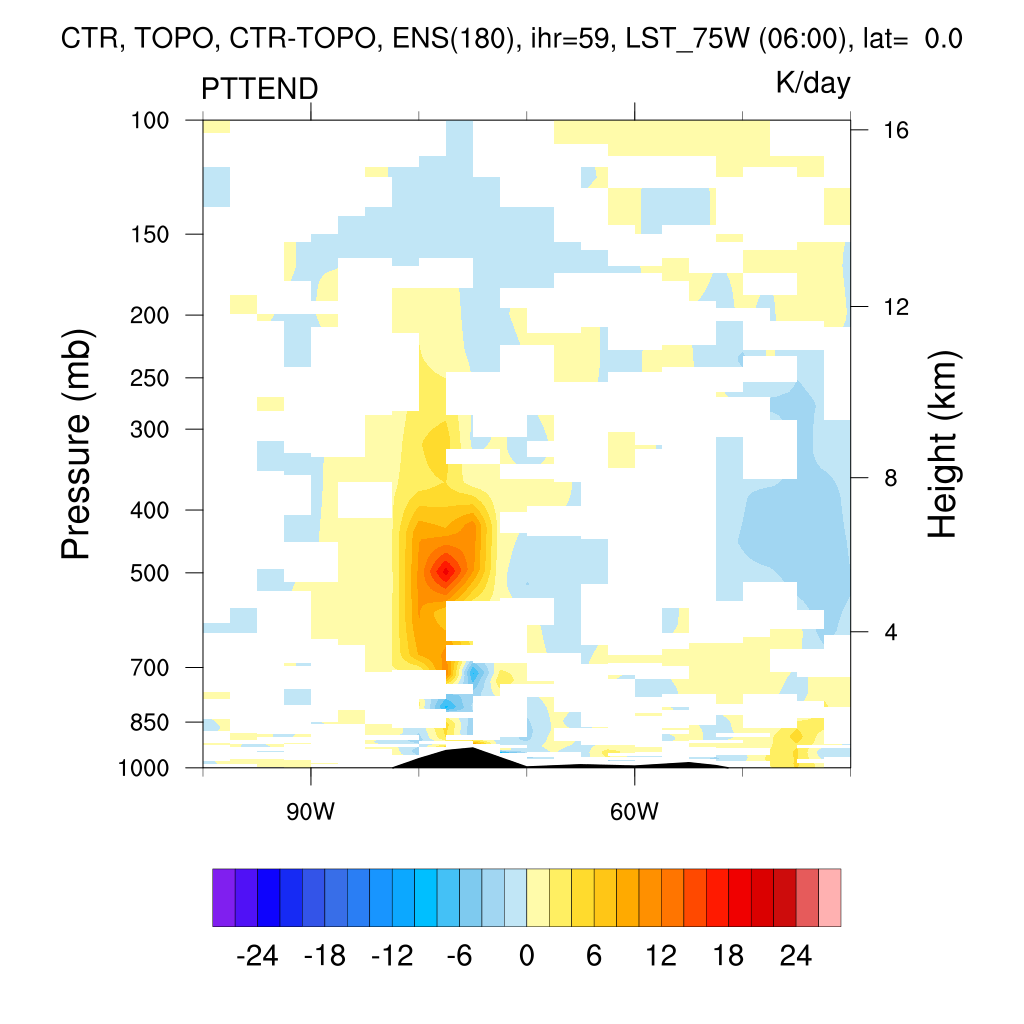 CTR, TOPO, CTR-TOPO, ENS(180), ihr=59, LST_75W (06:00), lat= 0.0
PTTEND K/day
100
150
200
250
300
400
500
700
850
1000
Pressure (mb)
16
12
8
4
Height (km)
90W 60W
-24 -18 -12 -6 0 6 12 18 24